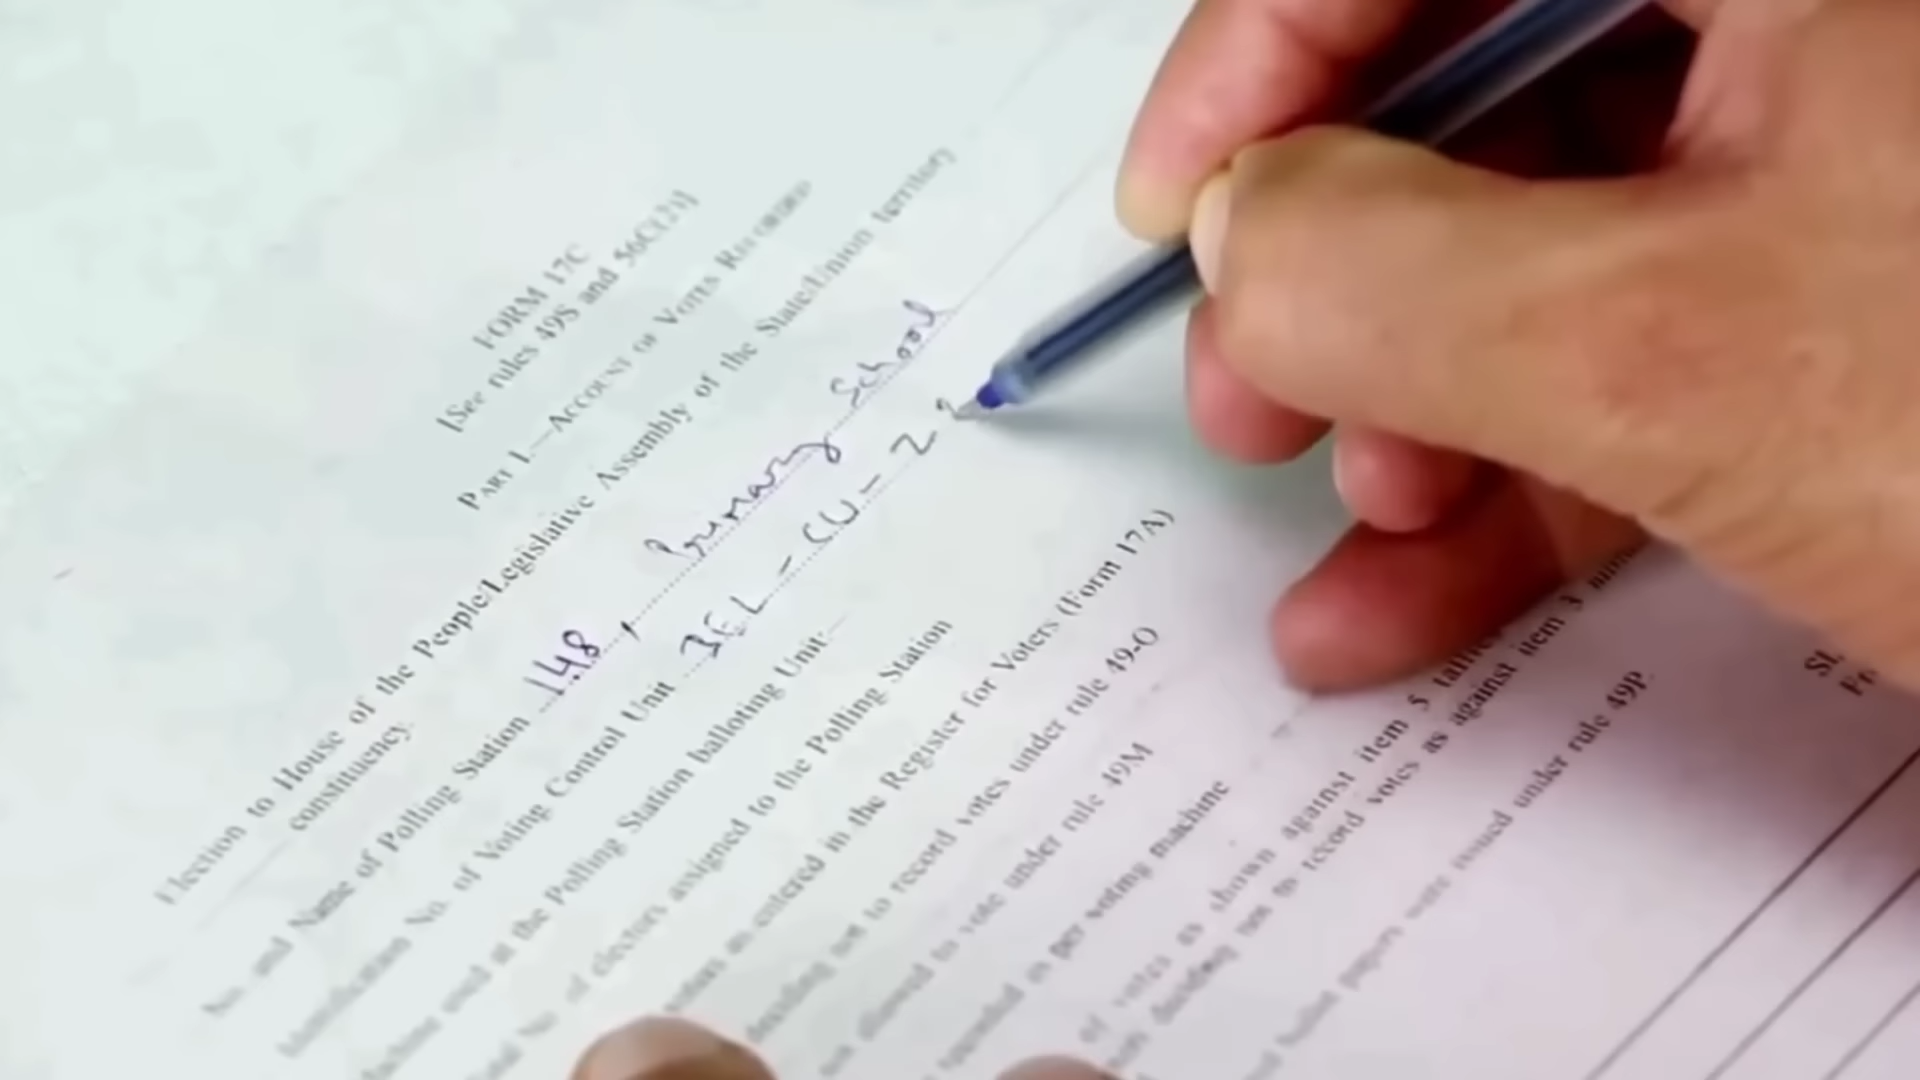 FORM 17C
[See rules 49S and 56C(2)]
PART I.—ACCOUNT OF VOTES RECORDED
Election to House of the People/Legislative Assembly of the State/Union territory
constituency.
No. and Name of Polling Station 148, Primary School
Identification No. of Voting Control Unit BEL-CU-2
Machine used at the Polling Station balloting Unit:—
Total No. of electors assigned to the Polling Station
voters as entered in the Register for Voters (Form 17A)
deciding not to record votes under rule 49-O
not allowed to vote under rule 49M
recorded as per voting machine
of votes as shown against item 5 tallies
deciding not to record votes as against item 3
ballot papers were issued under rule 49P.
Sl.